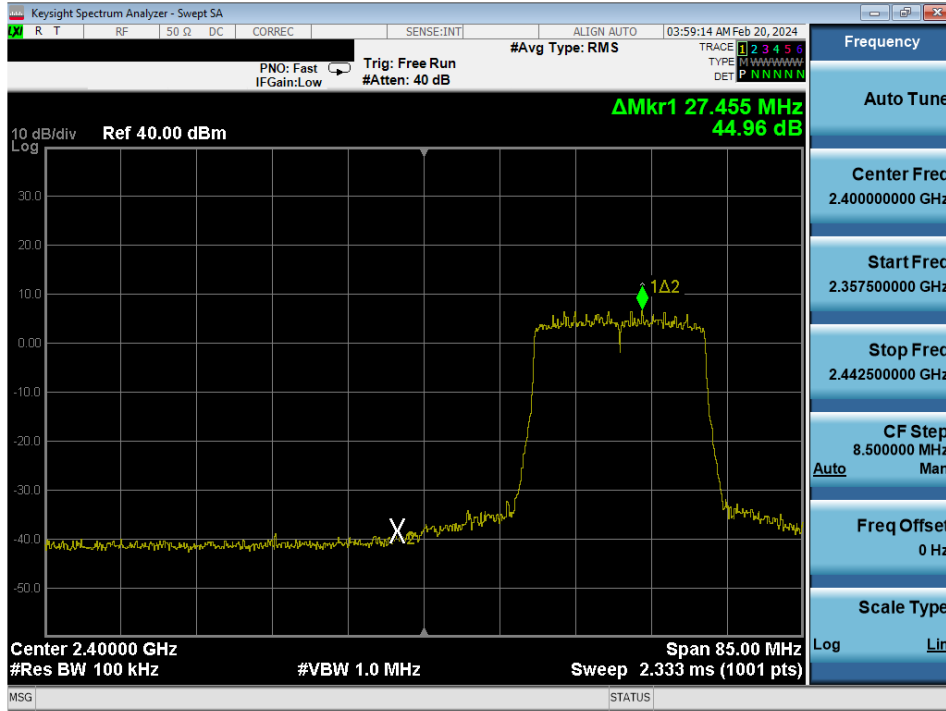 Keysight Spectrum Analyzer - Swept SA
LXI R T RF 50 Ω DC CORREC SENSE:INT ALIGN AUTO 03:59:14 AM Feb 20, 2024
#Avg Type: RMS
TRACE 1 2 3 4 5 6
TYPE M W W W W W
DET P N N N N N
PNO: Fast
IFGain:Low
Trig: Free Run
#Atten: 40 dB
ΔMkr1 27.455 MHz
44.96 dB
10 dB/div Ref 40.00 dBm
Log
30.0
20.0
10.0
0.00
-10.0
-20.0
-30.0
-40.0
-50.0
1Δ2
X2
Center 2.40000 GHz Span 85.00 MHz
#Res BW 100 kHz #VBW 1.0 MHz Sweep 2.333 ms (1001 pts)
MSG STATUS
Frequency
Auto Tune
Center Freq
2.400000000 GHz
Start Freq
2.357500000 GHz
Stop Freq
2.442500000 GHz
CF Step
8.500000 MHz
Auto Man
Freq Offset
0 Hz
Scale Type
Log Lin